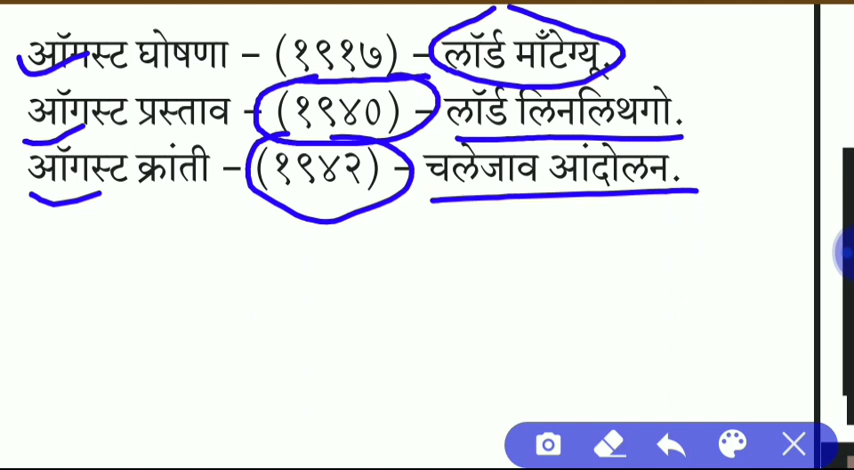 ऑगस्ट घोषणा - (१९१७) - लॉर्ड माँटेग्यू.
ऑगस्ट प्रस्ताव - (१९४०) - लॉर्ड लिनलिथगो.
ऑगस्ट क्रांती - (१९४२) - चलेजाव आंदोलन.